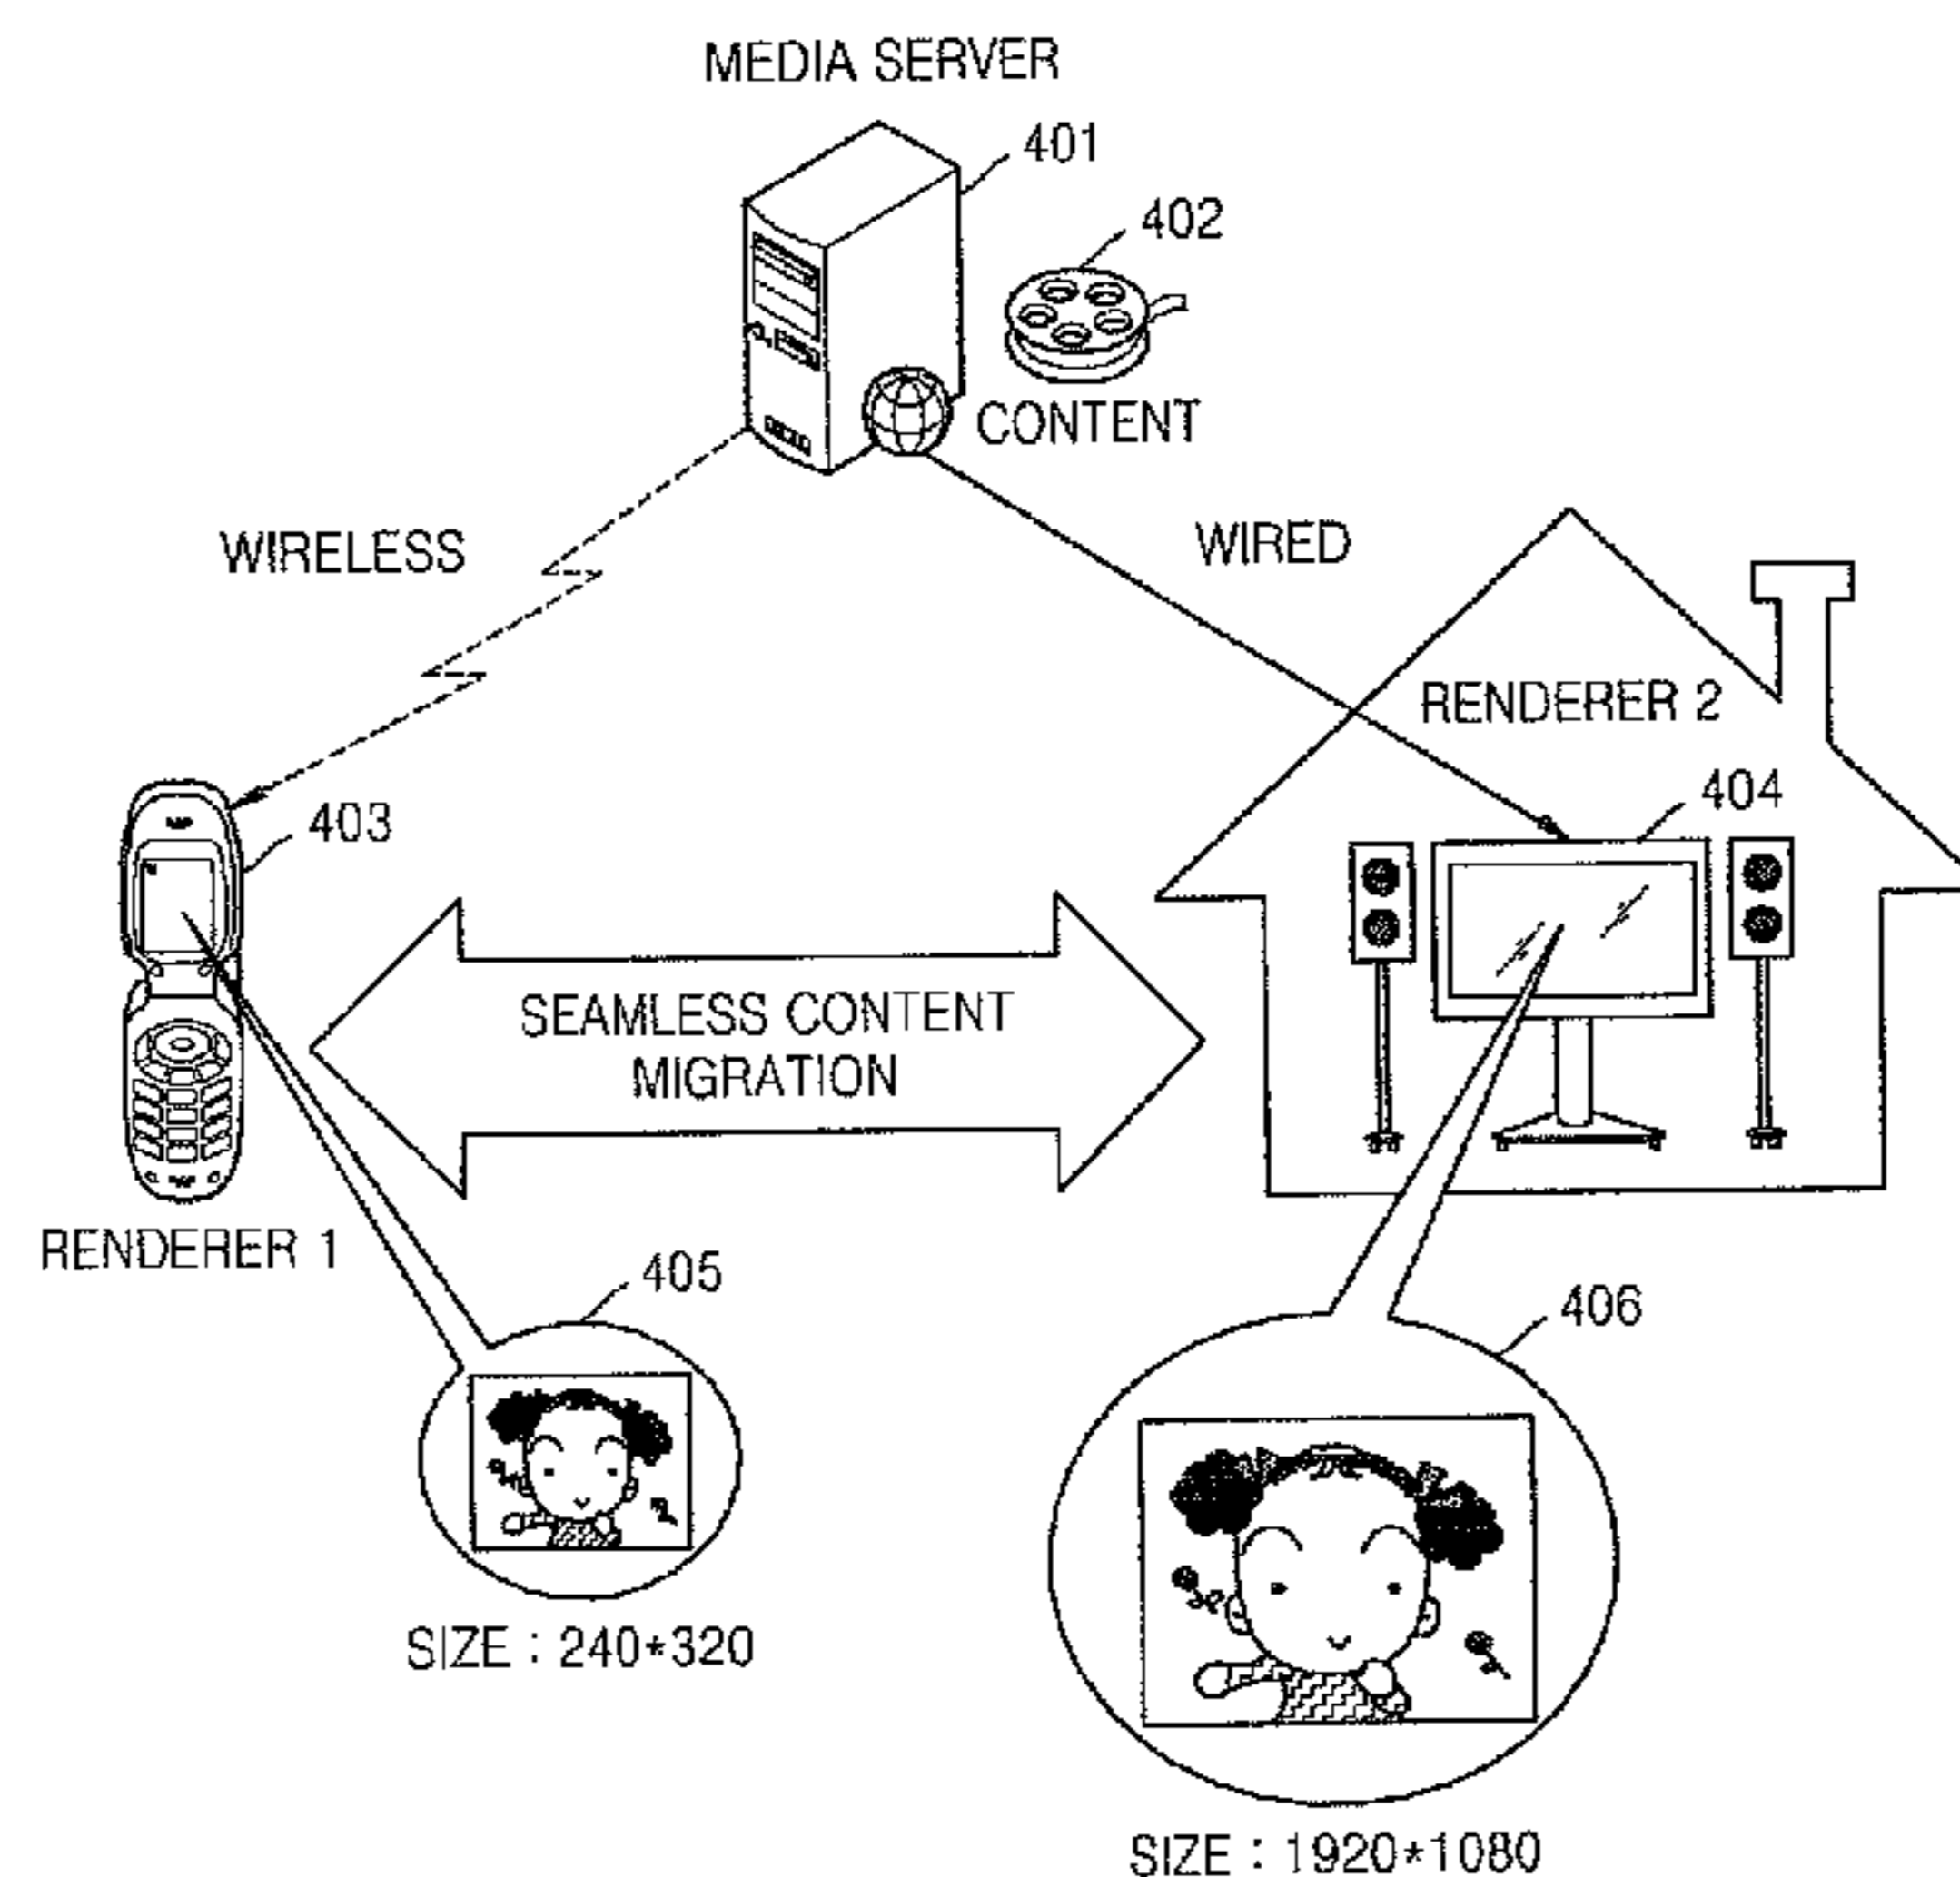 MEDIA SERVER
401
402
CONTENT
WIRELESS
WIRED
RENDERER 2
404
403
SEAMLESS CONTENT
MIGRATION
RENDERER 1
405
406
SIZE : 240*320
SIZE : 1920*1080